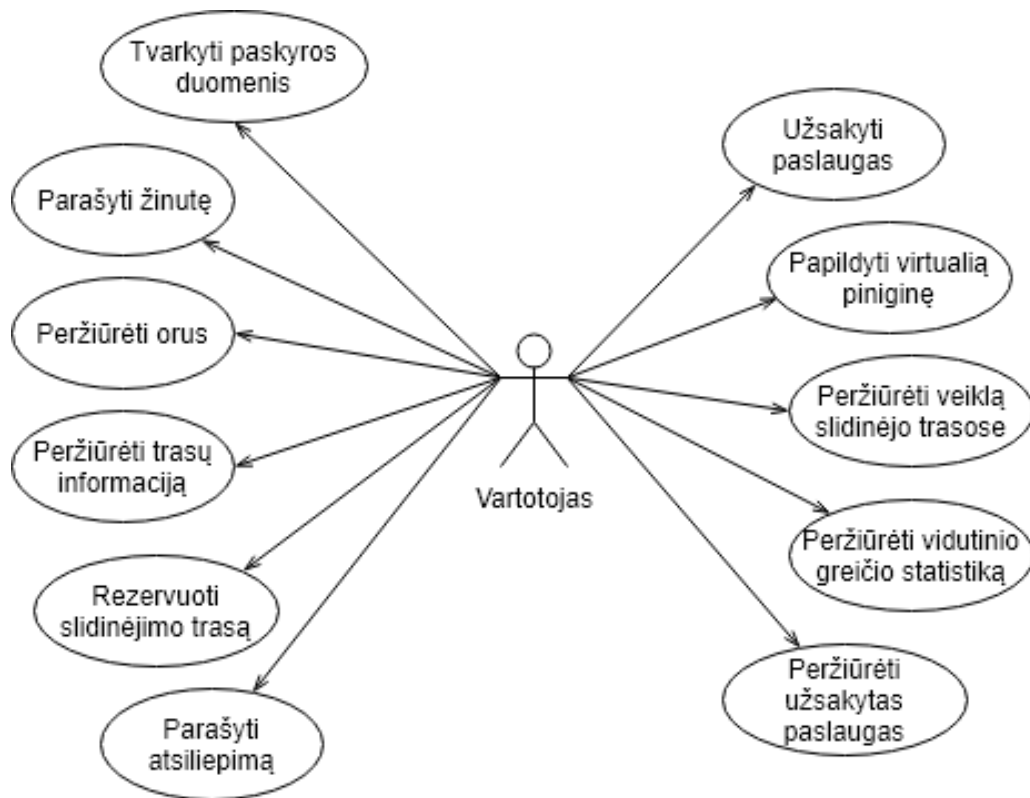 Tvarkyti paskyros
duomenis
Parašyti žinutę
Peržiūrėti orus
Peržiūrėti trasų
informaciją
Rezervuoti
slidinėjimo trasą
Parašyti
atsiliepimą
Vartotojas
Užsakyti
paslaugas
Papildyti virtualią
piniginę
Peržiūrėti veiklą
slidinėjo trasose
Peržiūrėti vidutinio
greičio statistiką
Peržiūrėti
užsakytas
paslaugas